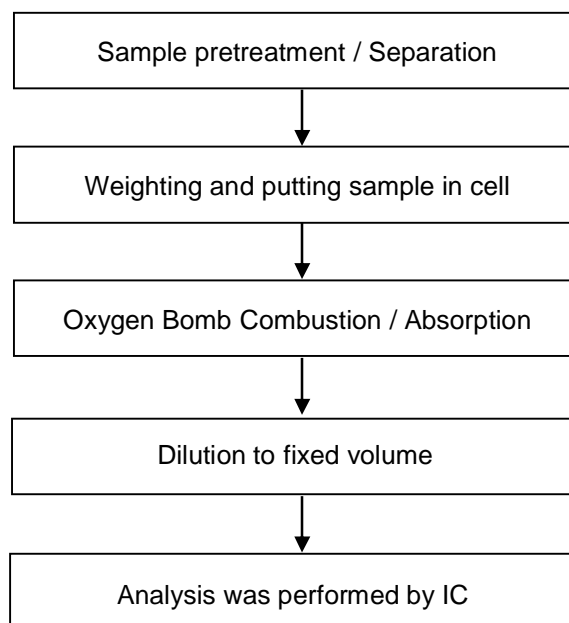 Sample pretreatment / Separation
Weighting and putting sample in cell
Oxygen Bomb Combustion / Absorption
Dilution to fixed volume
Analysis was performed by IC